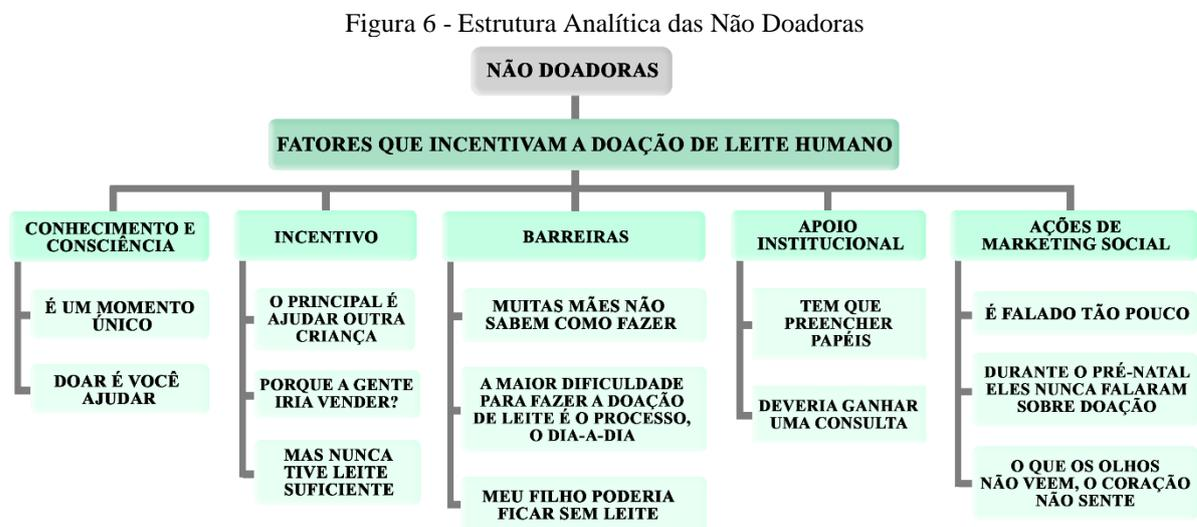 Figura 6 - Estrutura Analítica das Não Doadoras
NÃO DOADORAS
FATORES QUE INCENTIVAM A DOAÇÃO DE LEITE HUMANO
CONHECIMENTO E
CONSCIÊNCIA
É UM MOMENTO
ÚNICO
DOAR É VOCÊ
AJUDAR
INCENTIVO
O PRINCIPAL É
AJUDAR OUTRA
CRIANÇA
PORQUE A GENTE
IRIA VENDER?
MAS NUNCA
TIVE LEITE
SUFICIENTE
BARREIRAS
MUITAS MÃES NÃO
SABEM COMO FAZER
A MAIOR DIFICULDADE
PARA FAZER A DOAÇÃO
DE LEITE É O PROCESSO,
O DIA-A-DIA
MEU FILHO PODERIA
FICAR SEM LEITE
APOIO
INSTITUCIONAL
TEM QUE
PREENCHER
PAPÉIS
DEVERIA GANHAR
UMA CONSULTA
AÇÕES DE
MARKETING SOCIAL
É FALADO TÃO POUCO
DURANTE O PRÉ-NATAL
ELES NUNCA FALARAM
SOBRE DOAÇÃO
O QUE OS OLHOS
NÃO VEEM, O CORAÇÃO
NÃO SENTE